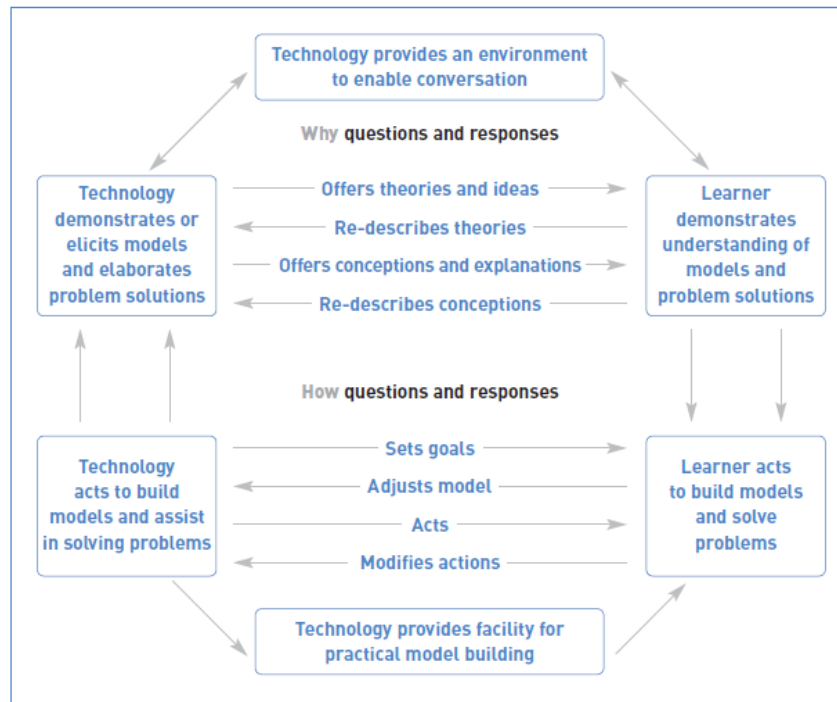 Technology provides an environment
to enable conversation
Why questions and responses
Technology
demonstrates or
elicits models
and elaborates
problem solutions
Offers theories and ideas
Re-describes theories
Offers conceptions and explanations
Re-describes conceptions
Learner
demonstrates
understanding of
models and
problem solutions
How questions and responses
Technology
acts to build
models and assist
in solving problems
Sets goals
Adjusts model
Acts
Modifies actions
Learner acts
to build models
and solve
problems
Technology provides facility for
practical model building